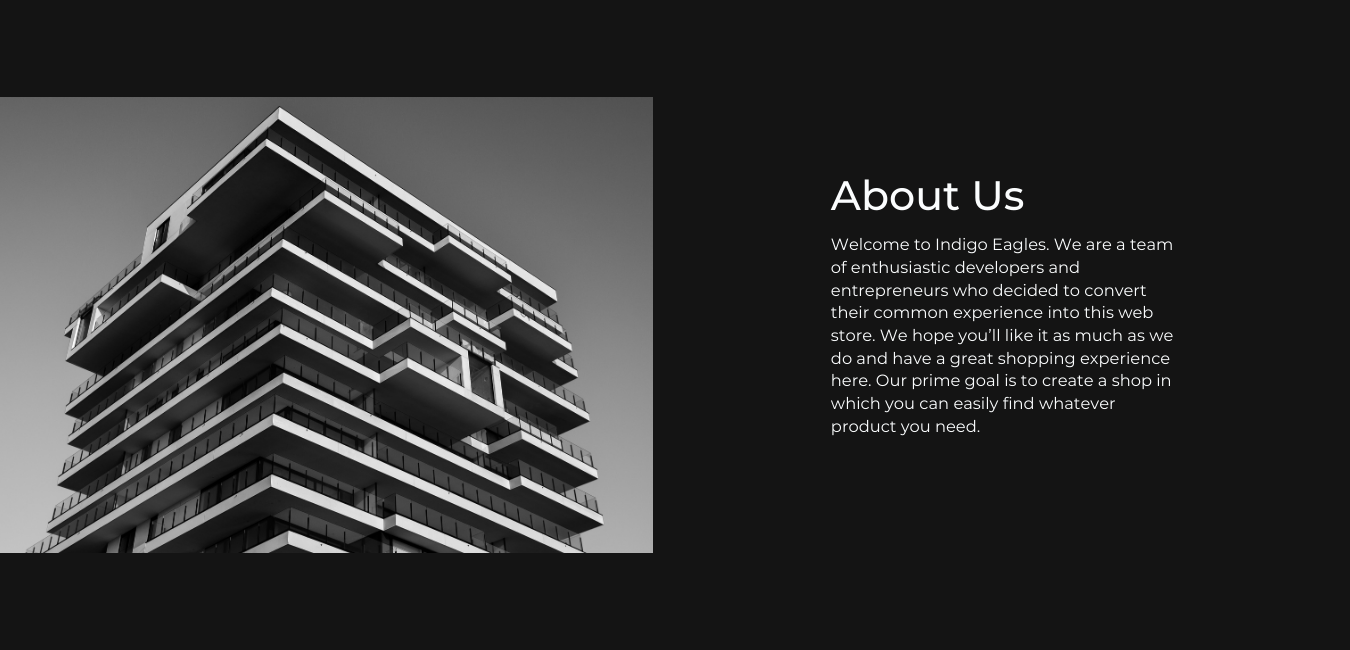 About Us
Welcome to Indigo Eagles. We are a team
of enthusiastic developers and
entrepreneurs who decided to convert
their common experience into this web
store. We hope you’ll like it as much as we
do and have a great shopping experience
here. Our prime goal is to create a shop in
which you can easily find whatever
product you need.